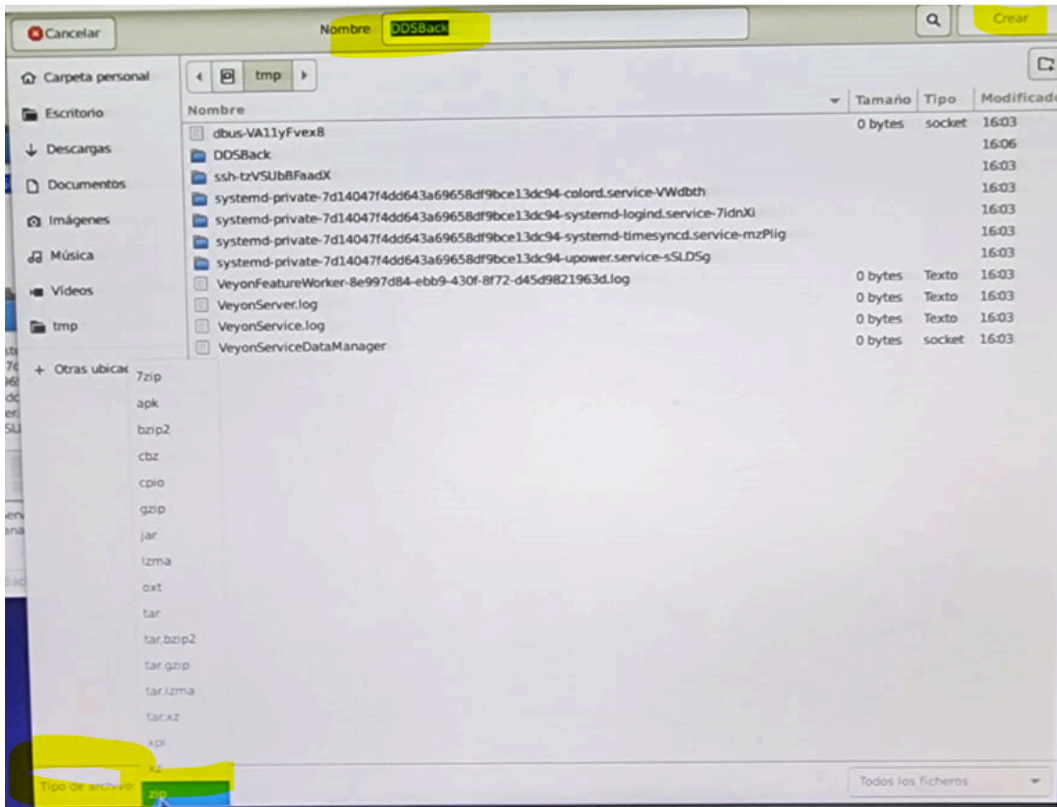 Cancelar Nombre DDSBack Crear
Carpeta personal
tmp
Escritorio
Nombre Tamaño Tipo Modificado
dbus-VA11yFvex8 0 bytes socket 16:03
Descargas
DDSBack 16:06
ssh-tzVSUbBFaadX 16:03
Documentos
systemd-private-7d14047f4dd643a69658df9bce13dc94-colord.service-VWdbth 16:03
Imágenes
systemd-private-7d14047f4dd643a69658df9bce13dc94-systemd-logind.service-7idnXi 16:03
systemd-private-7d14047f4dd643a69658df9bce13dc94-systemd-timesyncd.service-mzPlig 16:03
Música
systemd-private-7d14047f4dd643a69658df9bce13dc94-upower.service-sSLDSg 16:03
VeyonFeatureWorker-8e997d84-ebb9-430f-8f72-d45d9821963d.log 0 bytes Texto 16:03
Vídeos
VeyonServer.log 0 bytes Texto 16:03
tmp
VeyonService.log 0 bytes Texto 16:03
VeyonServiceDataManager 0 bytes socket 16:03
+ Otras ubicac
7zip
apk
bzip2
cbz
cpio
gzip
jar
lzma
oxt
tar
tar.bzip2
tar.gzip
tar.lzma
tar.xz
xpi
xz
Tipo de archivo: zip
Todos los ficheros